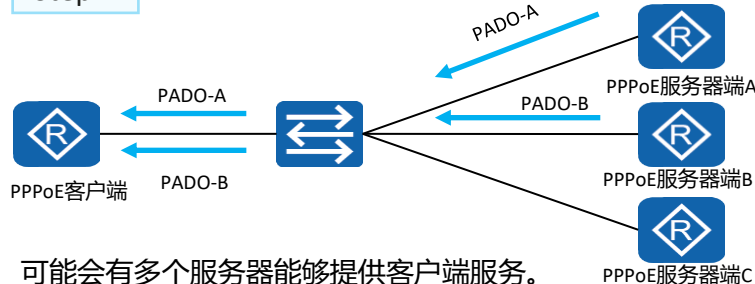 PADO-A
PPPoE服务器端A
PADO-A
PADO-B
R
R
R
R
PPPoE客户端
PADO-B
PPPoE服务器端B
可能会有多个服务器能够提供客户端服务。
PPPoE服务器端C